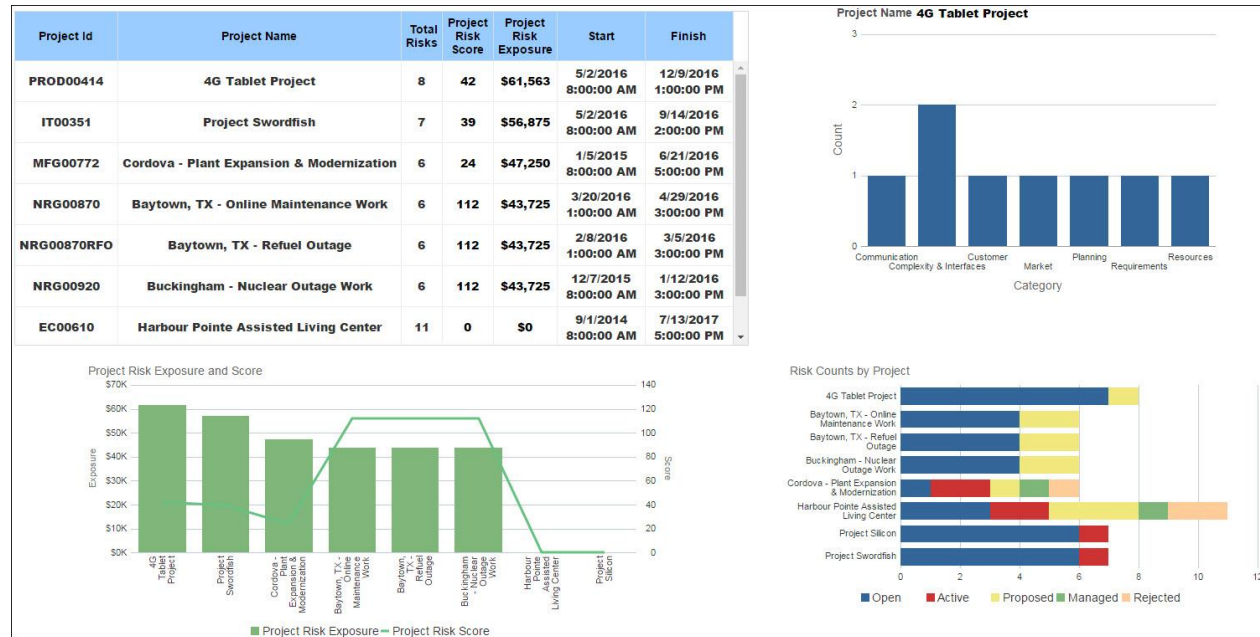 Project Id
Project Name
Total
Risks
Project
Risk
Score
Project
Risk
Exposure
Start
Finish
PROD00414
4G Tablet Project
8
42
$61,563
5/2/2016
8:00:00 AM
12/9/2016
1:00:00 PM
IT00351
Project Swordfish
7
39
$56,875
5/2/2016
8:00:00 AM
9/14/2016
2:00:00 PM
MFG00772
Cordova - Plant Expansion & Modernization
6
24
$47,250
1/5/2015
8:00:00 AM
6/21/2016
5:00:00 PM
NRG00870
Baytown, TX - Online Maintenance Work
6
112
$43,725
3/20/2016
1:00:00 AM
4/29/2016
3:00:00 PM
NRG00870RFO
Baytown, TX - Refuel Outage
6
112
$43,725
2/8/2016
1:00:00 AM
3/5/2016
3:00:00 PM
NRG00920
Buckingham - Nuclear Outage Work
6
112
$43,725
12/7/2015
8:00:00 AM
1/12/2016
3:00:00 PM
EC00610
Harbour Pointe Assisted Living Center
11
0
$0
9/1/2014
8:00:00 AM
7/13/2017
5:00:00 PM
Project Name 4G Tablet Project
3
2
1
0
Count
Communication
Complexity & Interfaces
Customer
Market
Planning
Requirements
Resources
Category
Project Risk Exposure and Score
$70K
$60K
$50K
$40K
$30K
$20K
$10K
$0K
Exposure
140
120
100
80
60
40
20
0
Score
4G
Tablet
Project
Project
Swordfish
Cordova -
Plant
Expansion &
Modernization
Baytown, TX -
Online
Maintenance
Work
Baytown,
TX -
Refuel
Outage
Buckingham
- Nuclear
Outage
Work
Harbour
Pointe
Assisted
Living Center
Project
Silicon
Project Risk Exposure
Project Risk Score
Risk Counts by Project
4G Tablet Project
Baytown, TX - Online
Maintenance Work
Baytown, TX - Refuel
Outage
Buckingham - Nuclear
Outage Work
Cordova - Plant Expansion
& Modernization
Harbour Pointe Assisted
Living Center
Project Silicon
Project Swordfish
0 2 4 6 8 10 12
Open Active Proposed Managed Rejected